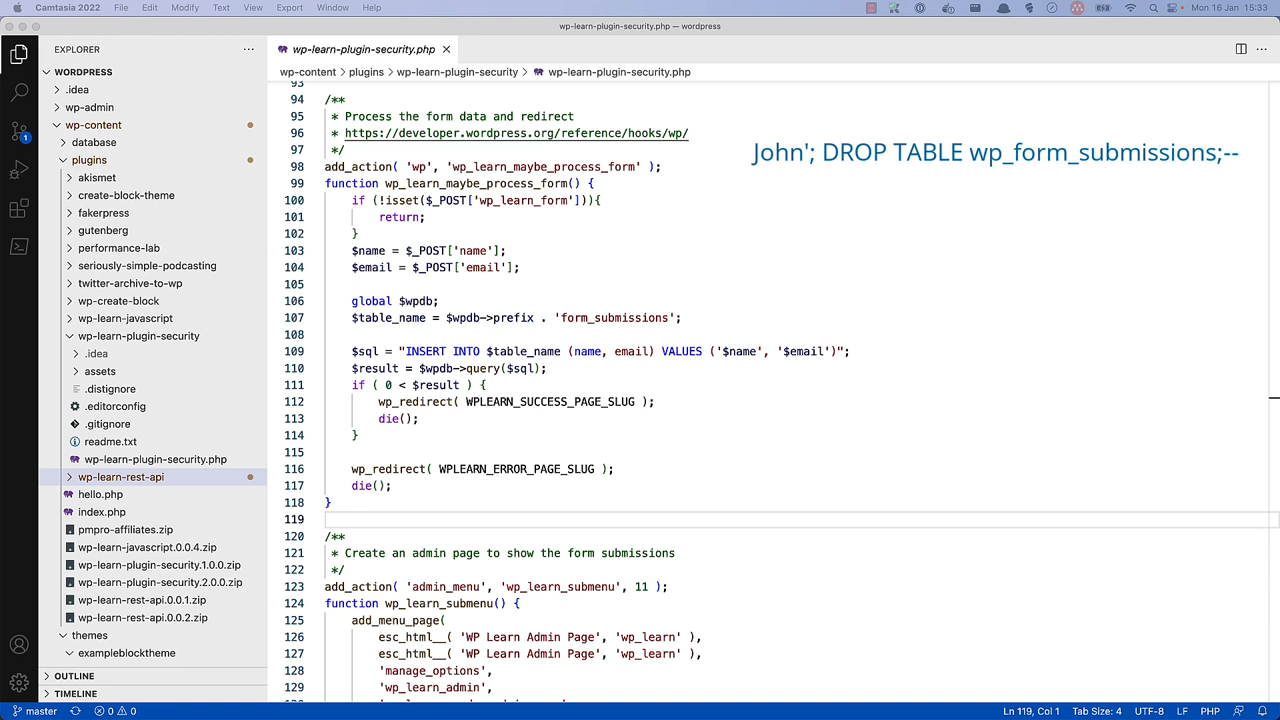 Camtasia 2022 File Edit Modify Text View Export Window Help Mon 16 Jan 15:33
wp-learn-plugin-security.php — wordpress
EXPLORER
WORDPRESS
.idea
wp-admin
wp-content
database
plugins
akismet
create-block-theme
fakerpress
gutenberg
performance-lab
seriously-simple-podcasting
twitter-archive-to-wp
wp-create-block
wp-learn-javascript
wp-learn-plugin-security
.idea
assets
.distignore
.editorconfig
.gitignore
readme.txt
wp-learn-plugin-security.php
wp-learn-rest-api
hello.php
index.php
pmpro-affiliates.zip
wp-learn-javascript.0.0.4.zip
wp-learn-plugin-security.1.0.0.zip
wp-learn-plugin-security.2.0.0.zip
wp-learn-rest-api.0.0.1.zip
wp-learn-rest-api.0.0.2.zip
themes
exampleblocktheme
OUTLINE
TIMELINE
1
wp-learn-plugin-security.php
wp-content > plugins > wp-learn-plugin-security > wp-learn-plugin-security.php
93
94 /**
95 * Process the form data and redirect
96 * https://developer.wordpress.org/reference/hooks/wp/
97 */
98 add_action( 'wp', 'wp_learn_maybe_process_form' );
99 function wp_learn_maybe_process_form() {
100 if (!isset($_POST['wp_learn_form'])){
101 return;
102 }
103 $name = $_POST['name'];
104 $email = $_POST['email'];
105
106 global $wpdb;
107 $table_name = $wpdb->prefix . 'form_submissions';
108
109 $sql = "INSERT INTO $table_name (name, email) VALUES ('$name', '$email')";
110 $result = $wpdb->query($sql);
111 if ( 0 < $result ) {
112 wp_redirect( WPLEARN_SUCCESS_PAGE_SLUG );
113 die();
114 }
115
116 wp_redirect( WPLEARN_ERROR_PAGE_SLUG );
117 die();
118 }
119
120 /**
121 * Create an admin page to show the form submissions
122 */
123 add_action( 'admin_menu', 'wp_learn_submenu', 11 );
124 function wp_learn_submenu() {
125 add_menu_page(
126 esc_html__( 'WP Learn Admin Page', 'wp_learn' ),
127 esc_html__( 'WP Learn Admin Page', 'wp_learn' ),
128 'manage_options',
129 'wp_learn_admin',
John'; DROP TABLE wp_form_submissions;--
master 0 0 Ln 119, Col 1 Tab Size: 4 UTF-8 LF PHP